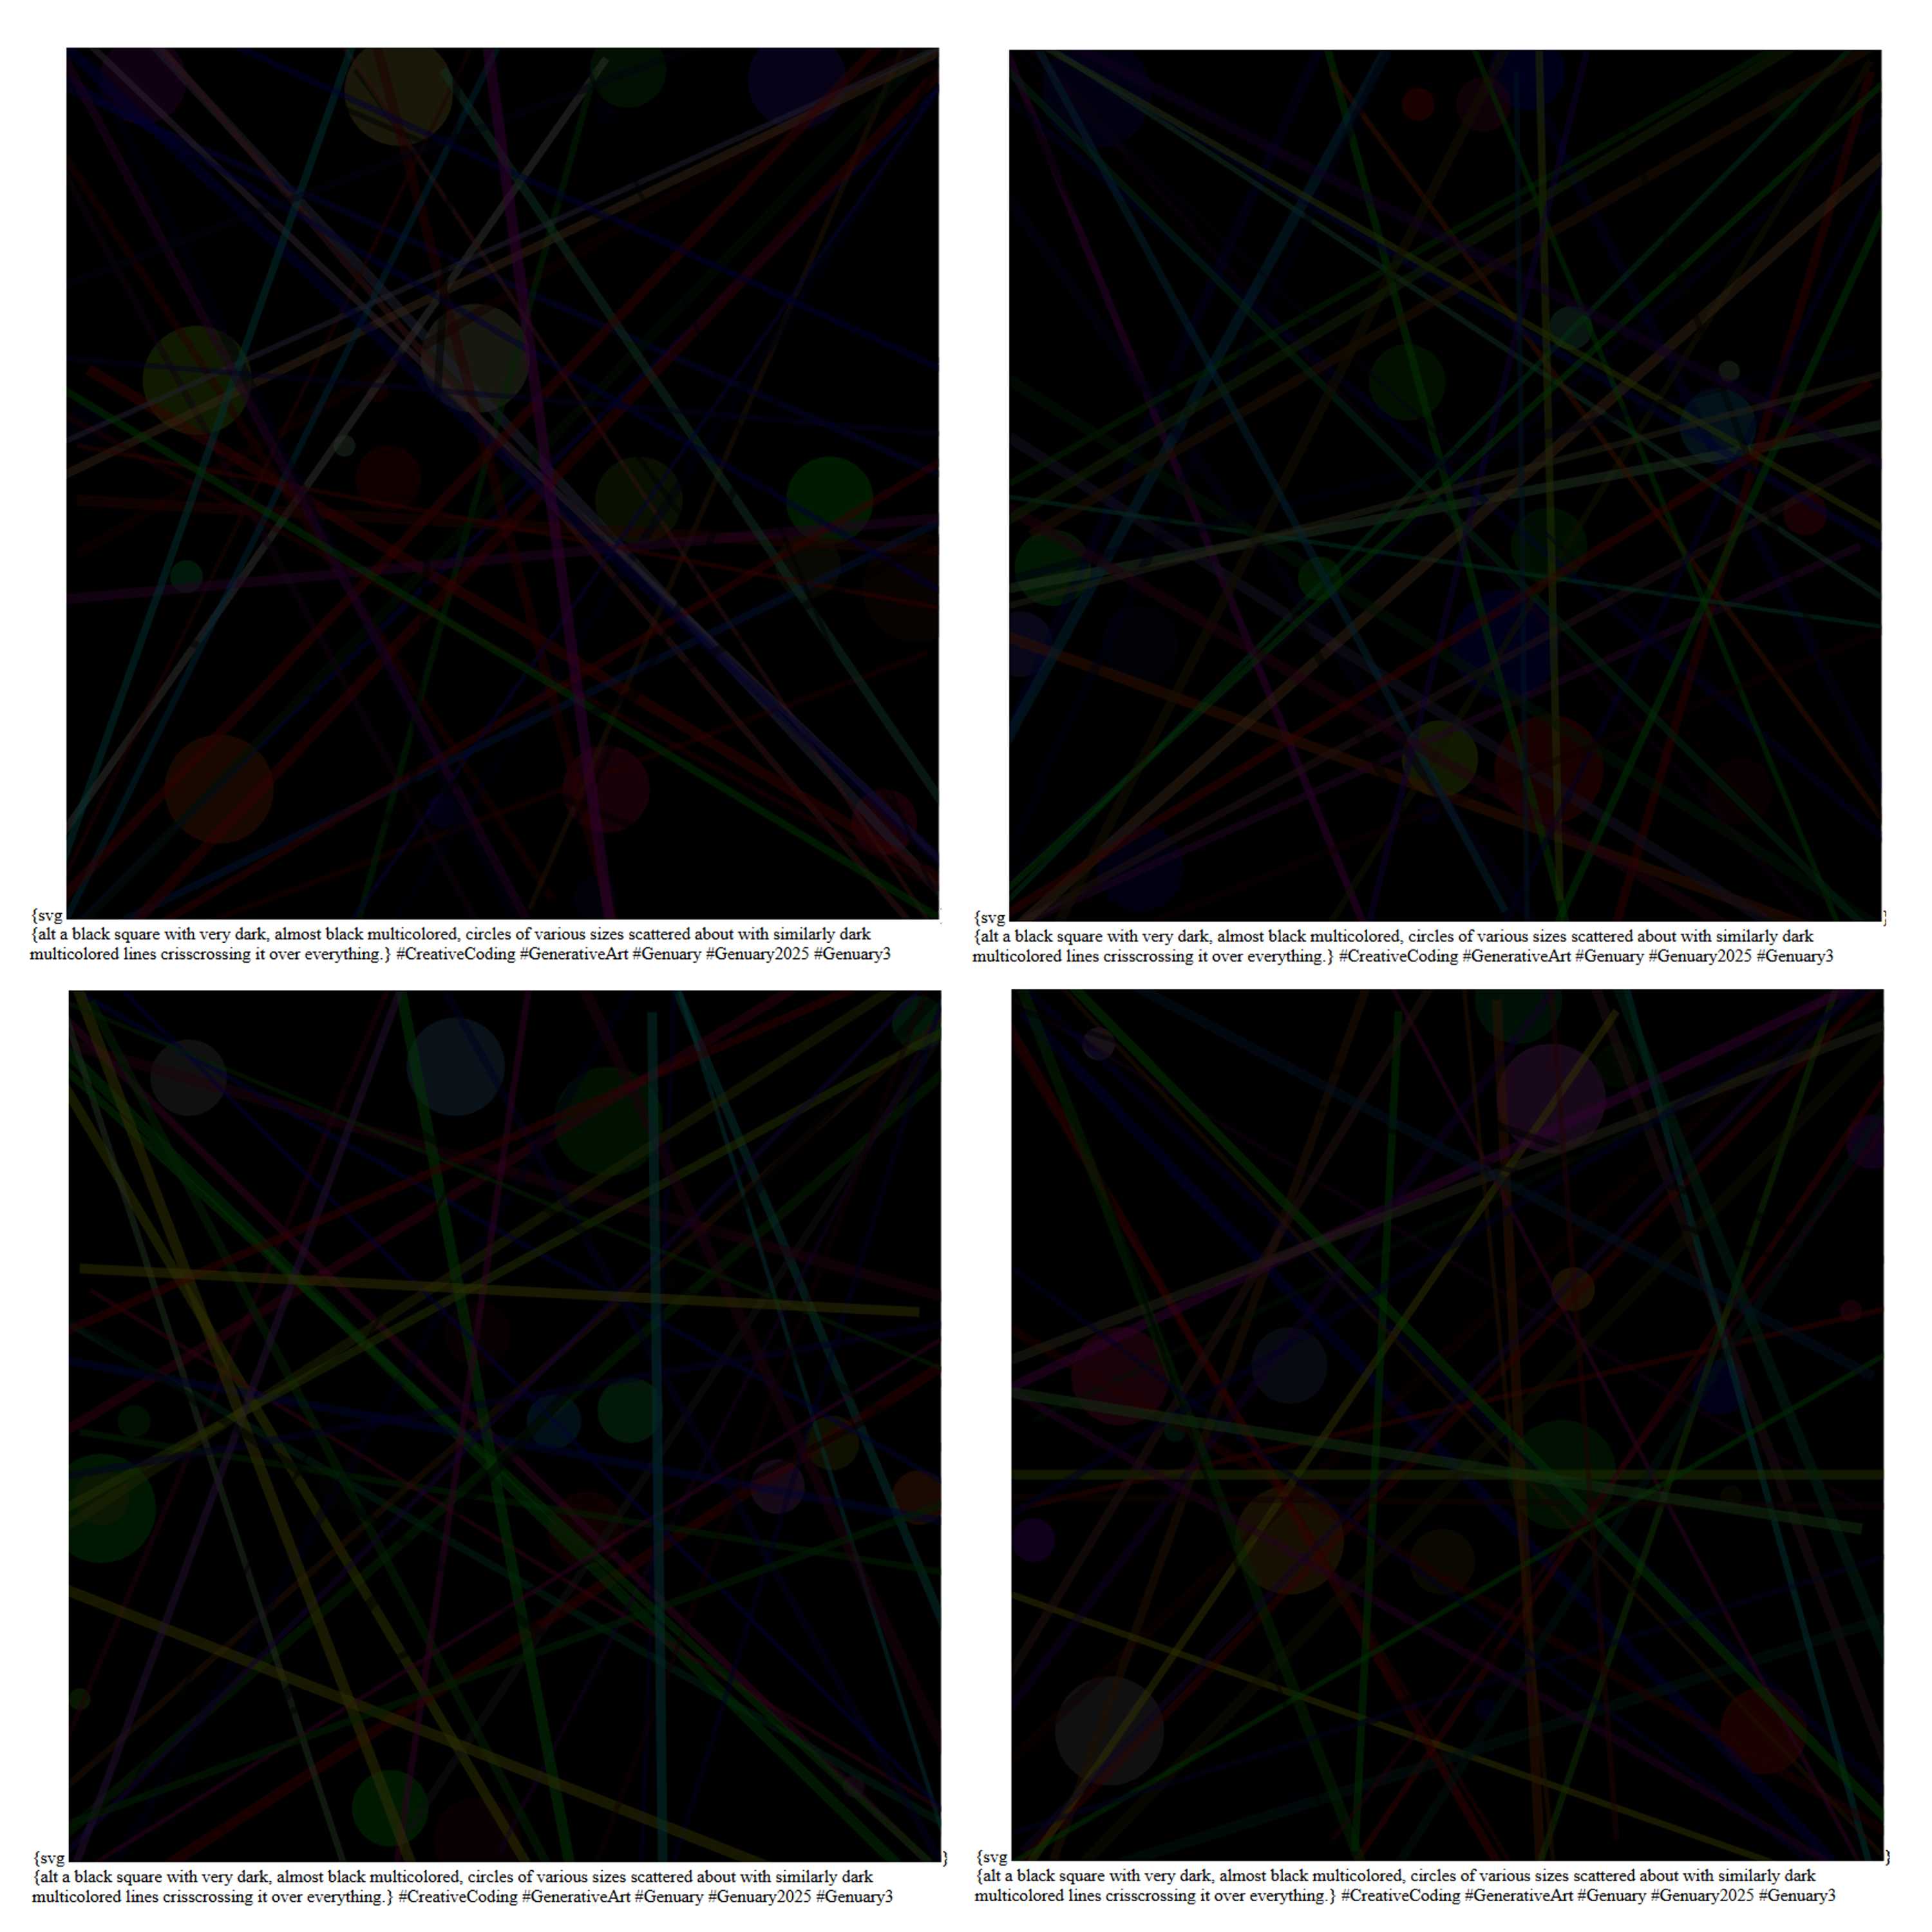 {svg
{alt a black square with very dark, almost black multicolored, circles of various sizes scattered about with similarly dark
multicolored lines crisscrossing it over everything.} #CreativeCoding #GenerativeArt #Genuary #Genuary2025 #Genuary3
{svg }
{alt a black square with very dark, almost black multicolored, circles of various sizes scattered about with similarly dark
multicolored lines crisscrossing it over everything.} #CreativeCoding #GenerativeArt #Genuary #Genuary2025 #Genuary3
{svg }
{alt a black square with very dark, almost black multicolored, circles of various sizes scattered about with similarly dark
multicolored lines crisscrossing it over everything.} #CreativeCoding #GenerativeArt #Genuary #Genuary2025 #Genuary3
{svg }
{alt a black square with very dark, almost black multicolored, circles of various sizes scattered about with similarly dark
multicolored lines crisscrossing it over everything.} #CreativeCoding #GenerativeArt #Genuary #Genuary2025 #Genuary3